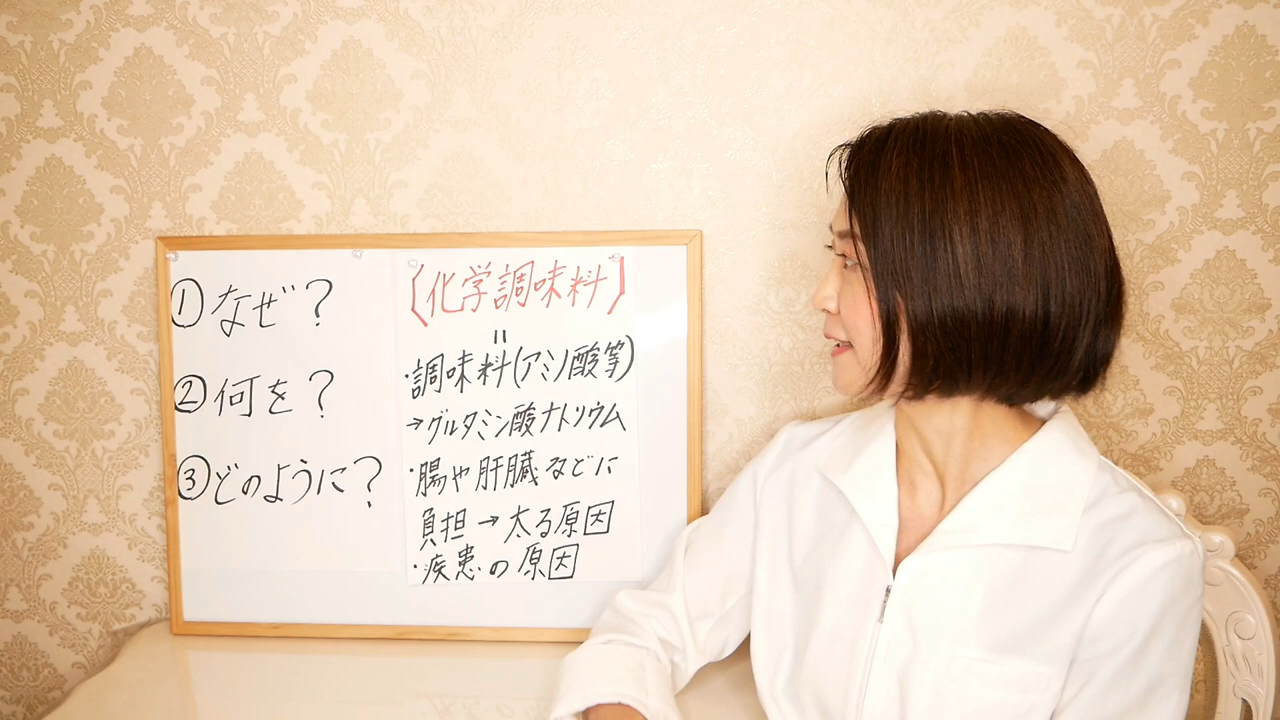 ①なぜ?
②何を?
③どのように?
〔化学調味料〕
〃
・調味料(アミノ酸等)
→グルタミン酸ナトリウム
・腸や肝臓などに
負担→太る原因
・疾患の原因